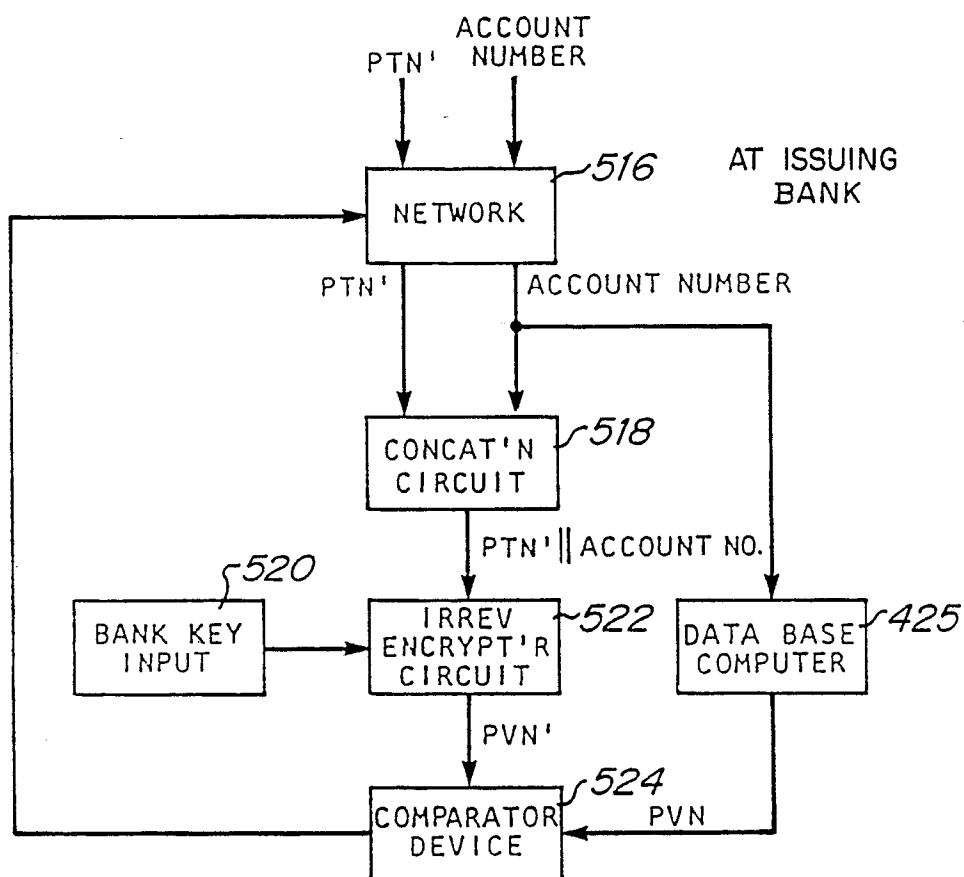 PTN'
ACCOUNT
NUMBER
516
AT ISSUING
BANK
NETWORK
PTN'
ACCOUNT NUMBER
518
CONCAT'N
CIRCUIT
PTN' || ACCOUNT NO.
520
BANK KEY
INPUT
522
IRREV
ENCRYPT'R
CIRCUIT
425
DATA BASE
COMPUTER
PVN'
524
COMPARATOR
DEVICE
PVN